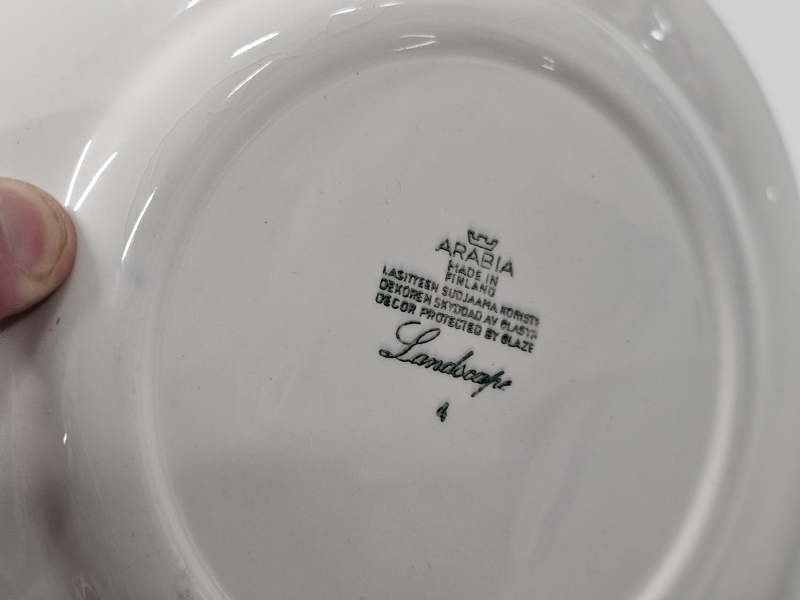 ARABIA
MADE IN
FINLAND
LASITTEEN SUOJAAMA KORISTE
DEKOREN SKYDDAD AV GLASYR
DECOR PROTECTED BY GLAZE
Landscape
4